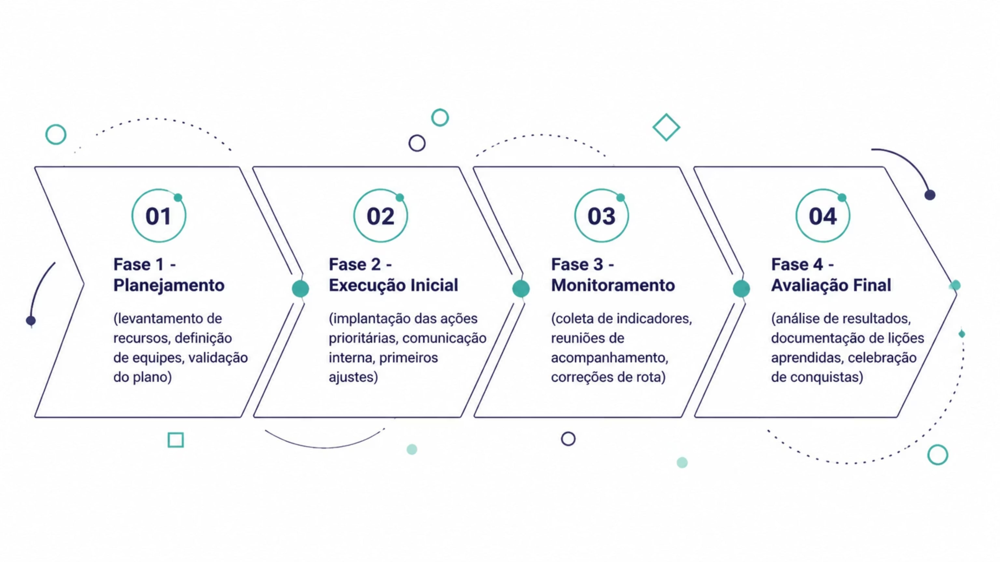 01
Fase 1 -
Planejamento
(levantamento de
recursos, definição
de equipes, validação
do plano)
02
Fase 2 -
Execução Inicial
(implantação das ações
prioritárias, comunicação
interna, primeiros
ajustes)
03
Fase 3 -
Monitoramento
(coleta de indicadores,
reuniões de
acompanhamento,
correções de rota)
04
Fase 4 -
Avaliação Final
(análise de resultados,
documentação de lições
aprendidas, celebração
de conquistas)